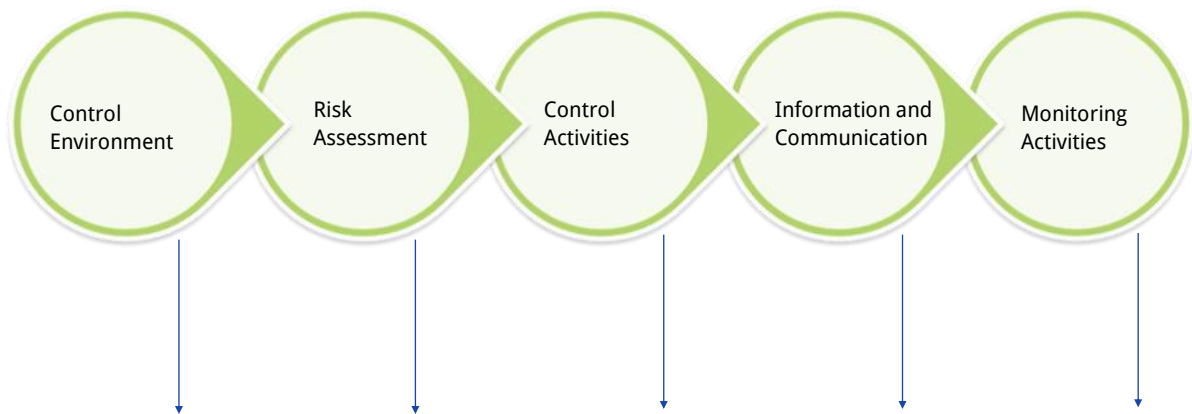 Control
Environment
Risk
Assessment
Control
Activities
Information and
Communication
Monitoring
Activities